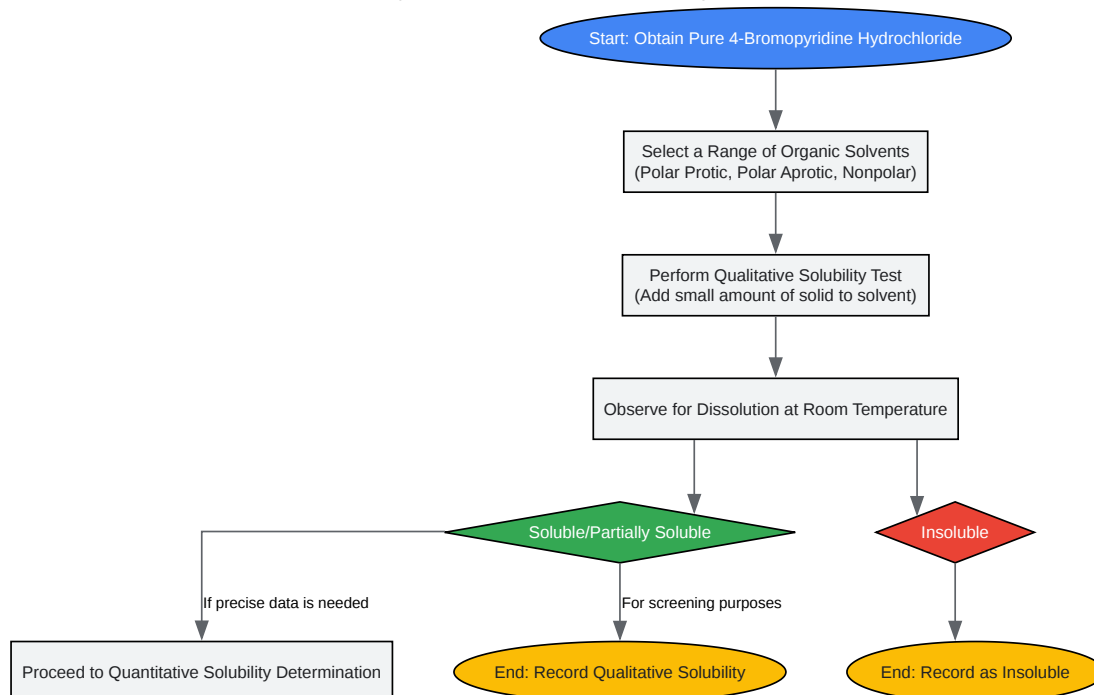 Start: Obtain Pure 4-Bromopyridine Hydrochloride
Select a Range of Organic Solvents
(Polar Protic, Polar Aprotic, Nonpolar)
Perform Qualitative Solubility Test
(Add small amount of solid to solvent)
Observe for Dissolution at Room Temperature
Soluble/Partially Soluble
Insoluble
If precise data is needed
For screening purposes
Proceed to Quantitative Solubility Determination
End: Record Qualitative Solubility
End: Record as Insoluble